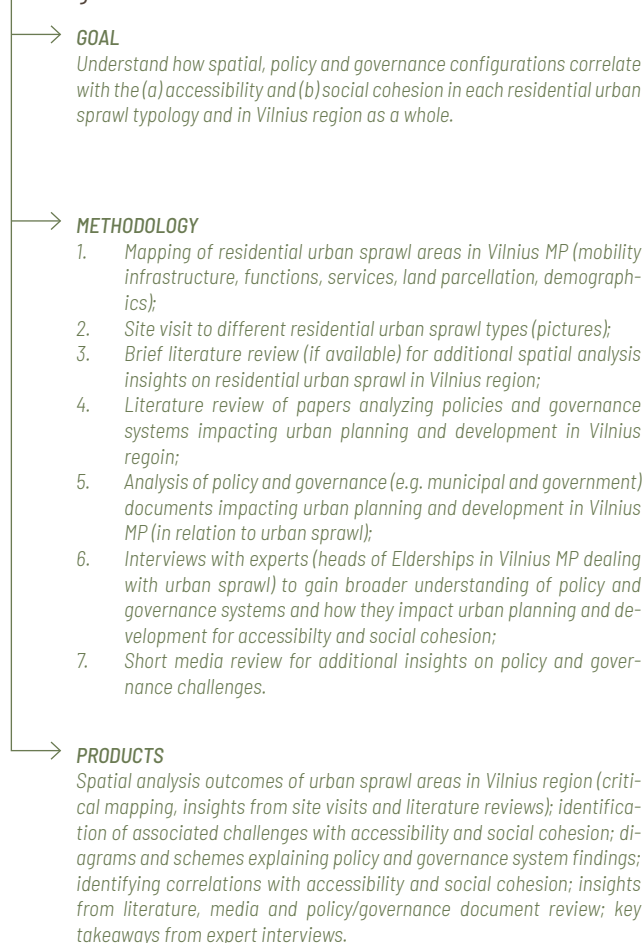 GOAL
Understand how spatial, policy and governance configurations correlate
with the (a) accessibility and (b) social cohesion in each residential urban
sprawl typology and in Vilnius region as a whole.
METHODOLOGY
1. Mapping of residential urban sprawl areas in Vilnius MP (mobility
infrastructure, functions, services, land parcellation, demograph-
ics);
2. Site visit to different residential urban sprawl types (pictures);
3. Brief literature review (if available) for additional spatial analysis
insights on residential urban sprawl in Vilnius region;
4. Literature review of papers analyzing policies and governance
systems impacting urban planning and development in Vilnius
regoin;
5. Analysis of policy and governance (e.g. municipal and government)
documents impacting urban planning and development in Vilnius
MP (in relation to urban sprawl);
6. Interviews with experts (heads of Elderships in Vilnius MP dealing
with urban sprawl) to gain broader understanding of policy and
governance systems and how they impact urban planning and de-
velopment for accessibilty and social cohesion;
7. Short media review for additional insights on policy and gover-
nance challenges.
PRODUCTS
Spatial analysis outcomes of urban sprawl areas in Vilnius region (criti-
cal mapping, insights from site visits and literature reviews); identifica-
tion of associated challenges with accessibility and social cohesion; di-
agrams and schemes explaining policy and governance system findings;
identifying correlations with accessibility and social cohesion; insights
from literature, media and policy/governance document review; key
takeaways from expert interviews.